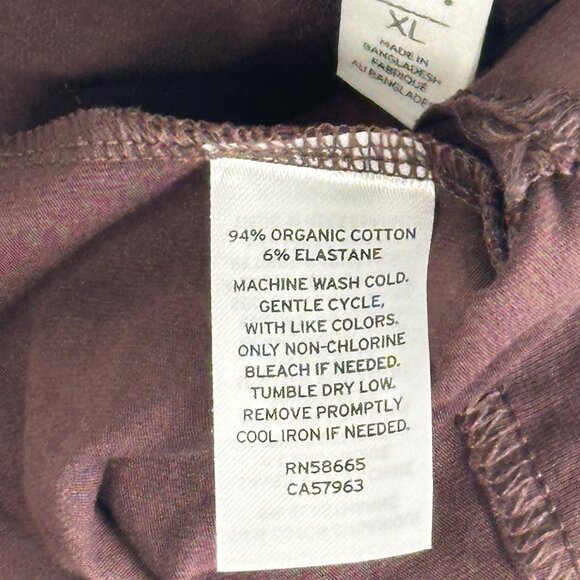 XL
MADE IN
BANGLADESH
FABRIQUÉ
AU BANGLADE
94% ORGANIC COTTON
6% ELASTANE
MACHINE WASH COLD.
GENTLE CYCLE,
WITH LIKE COLORS.
ONLY NON-CHLORINE
BLEACH IF NEEDED.
TUMBLE DRY LOW.
REMOVE PROMPTLY
COOL IRON IF NEEDED.
RN58665
CA57963